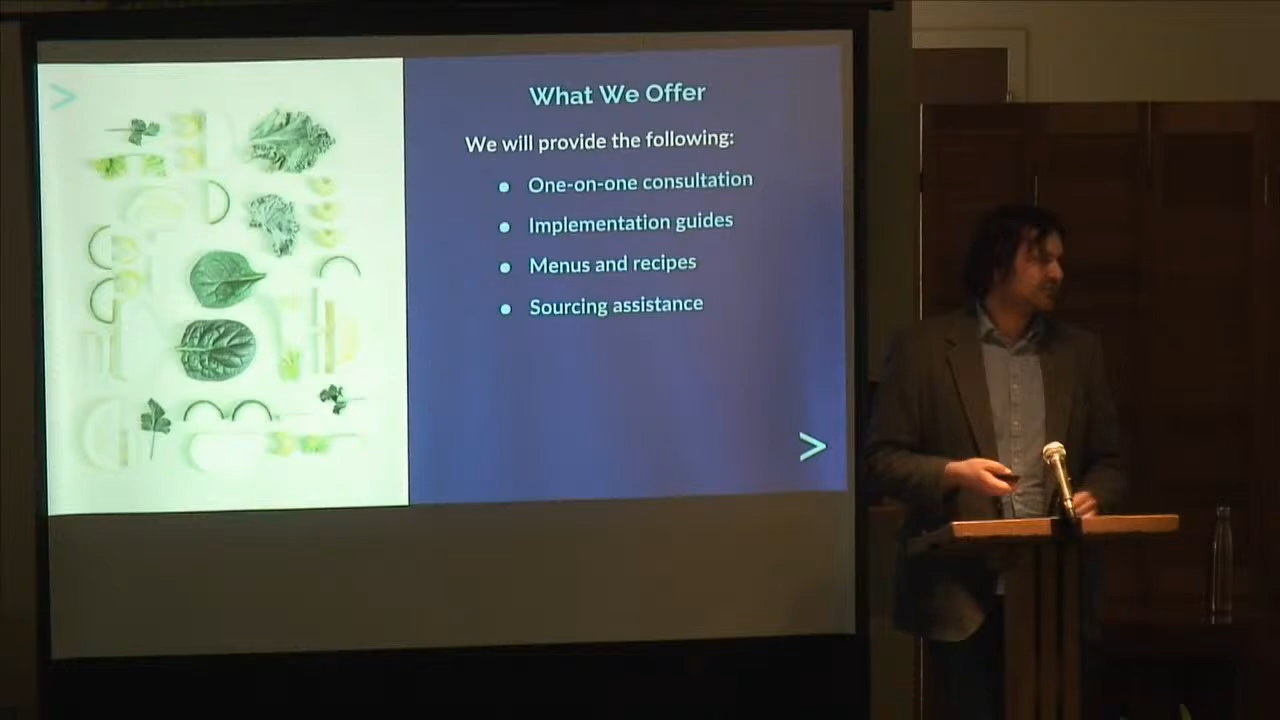 What We Offer
We will provide the following:
● One-on-one consultation
● Implementation guides
● Menus and recipes
● Sourcing assistance